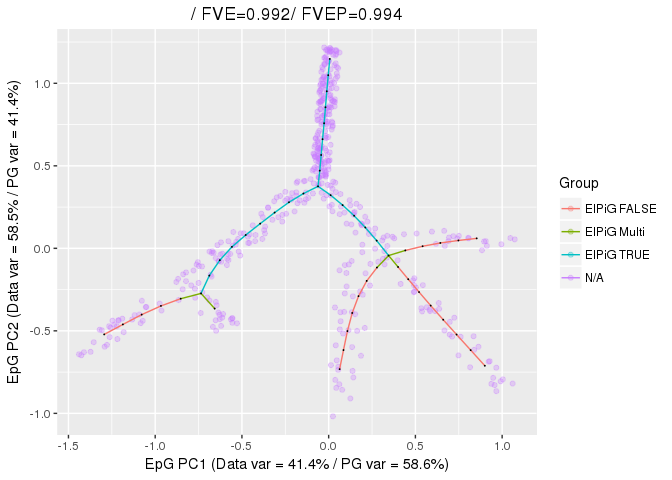 / FVE=0.992/ FVEP=0.994
EpG PC2 (Data var = 58.5% / PG var = 41.4%)
1.0
0.5
0.0
-0.5
-1.0
-1.5
-1.0
-0.5
0.0
0.5
1.0
EpG PC1 (Data var = 41.4% / PG var = 58.6%)
Group
ElPiG FALSE
ElPiG Multi
ElPiG TRUE
N/A